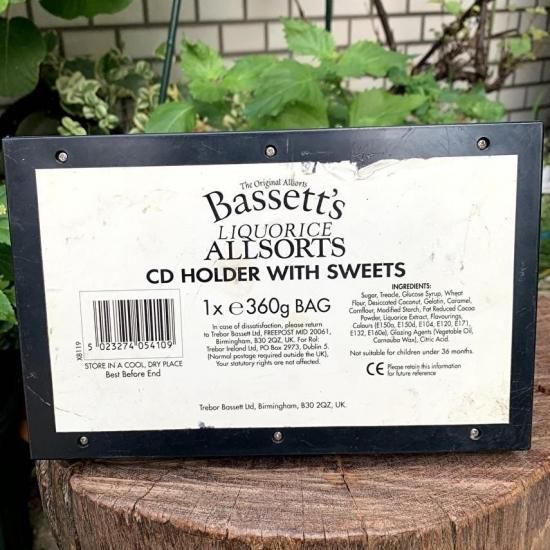 The Original Allsorts
Bassett's
LIQUORICE
ALLSORTS
CD HOLDER WITH SWEETS
1x ℮360g BAG
In case of dissatisfaction, please return
to Trebor Bassett Ltd, FREEPOST MID 20061,
Birmingham, B30 2QZ, UK. For RoI:
Trebor Ireland Ltd, PO Box 2973, Dublin 5.
(Normal postage required outside the UK),
Your statutory rights are not affected.
X8119
5 023274 054109
STORE IN A COOL, DRY PLACE
Best Before End
INGREDIENTS:
Sugar, Treacle, Glucose Syrup, Wheat
Flour, Desiccated Coconut, Gelatin, Caramel,
Cornflour, Modified Starch, Fat Reduced Cocoa
Powder, Liquorice Extract, Flavourings,
Colours (E150a, E150d, E104, E120, E171,
E132, E160e), Glazing Agents (Vegetable Oil,
Carnauba Wax), Citric Acid.
Not suitable for children under 36 months.
CE Please retain this information
for future reference
Trebor Bassett Ltd, Birmingham, B30 2QZ, UK.